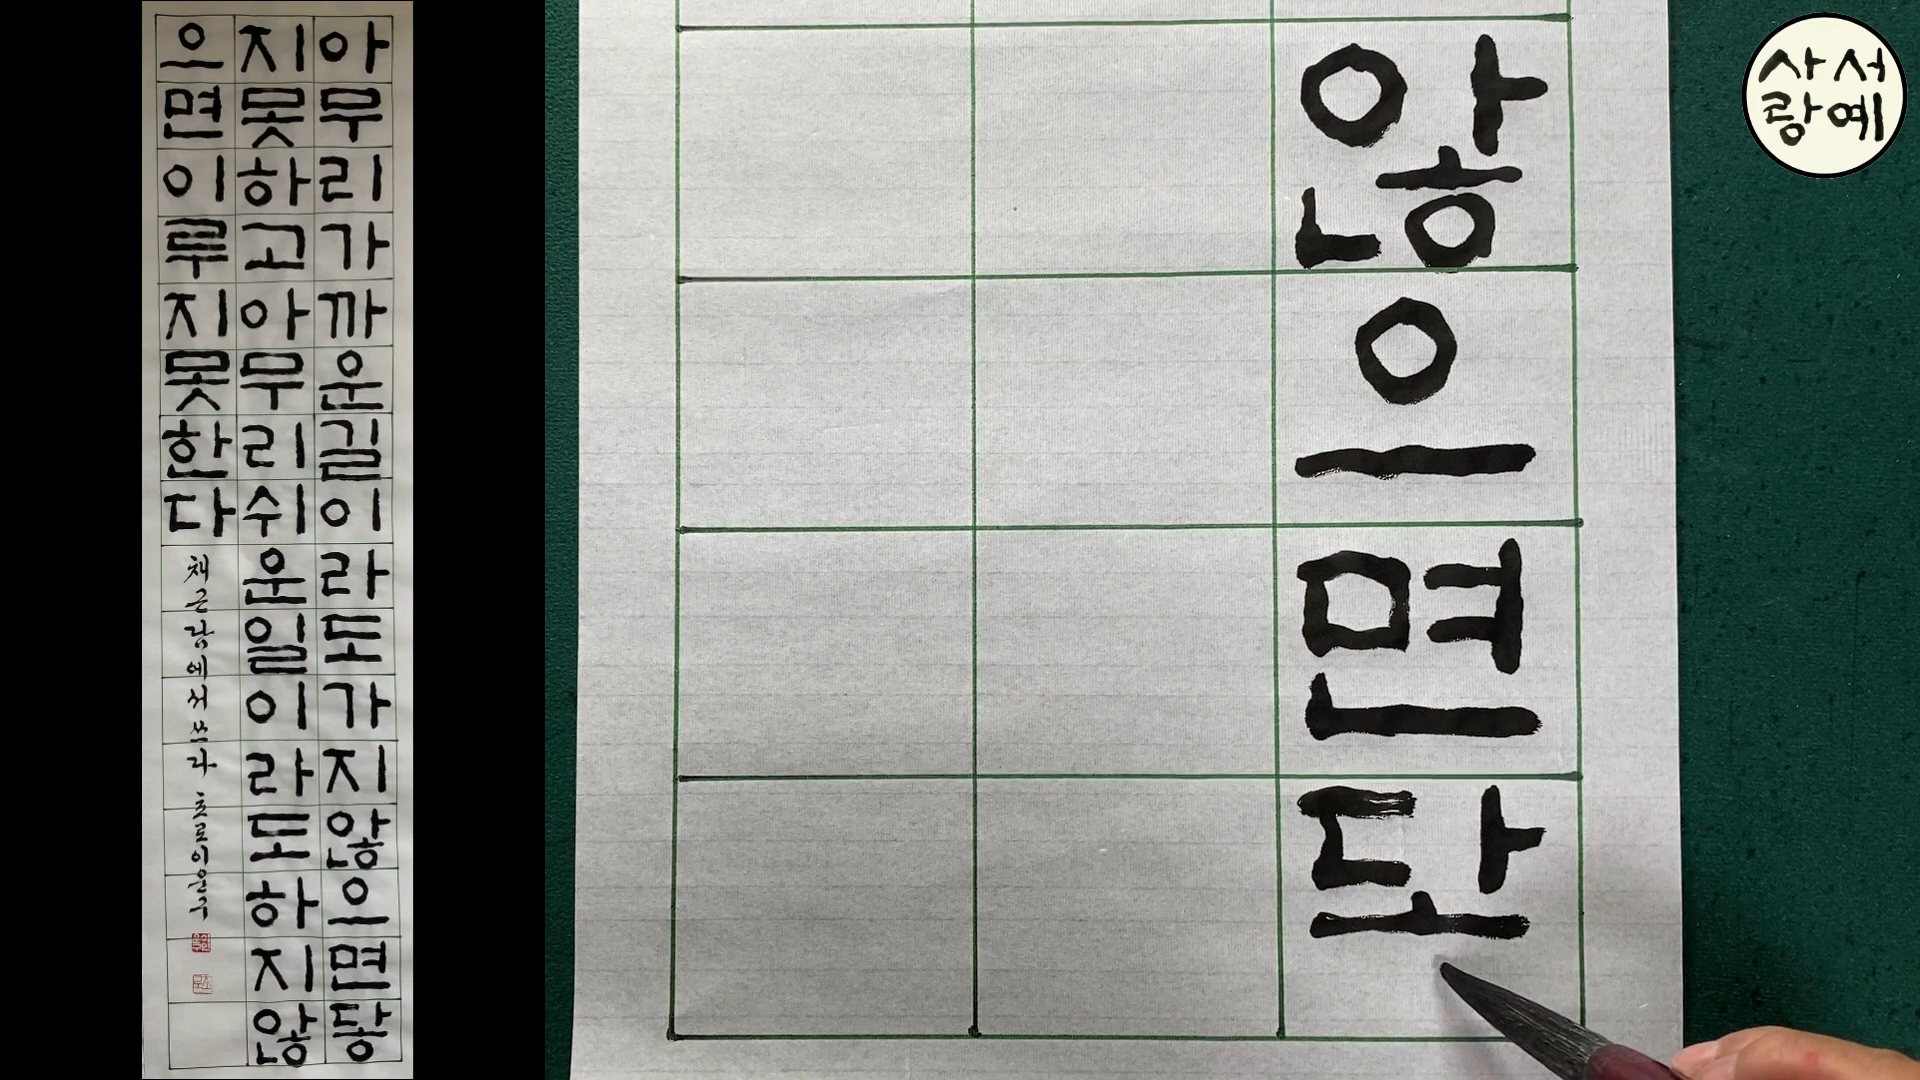 아무리가까운길이라도가지않으면닿
지못하고아무리쉬운일이라도하지않
으면이루지못한다
채근담에서쓰다
않으면
서예
사랑